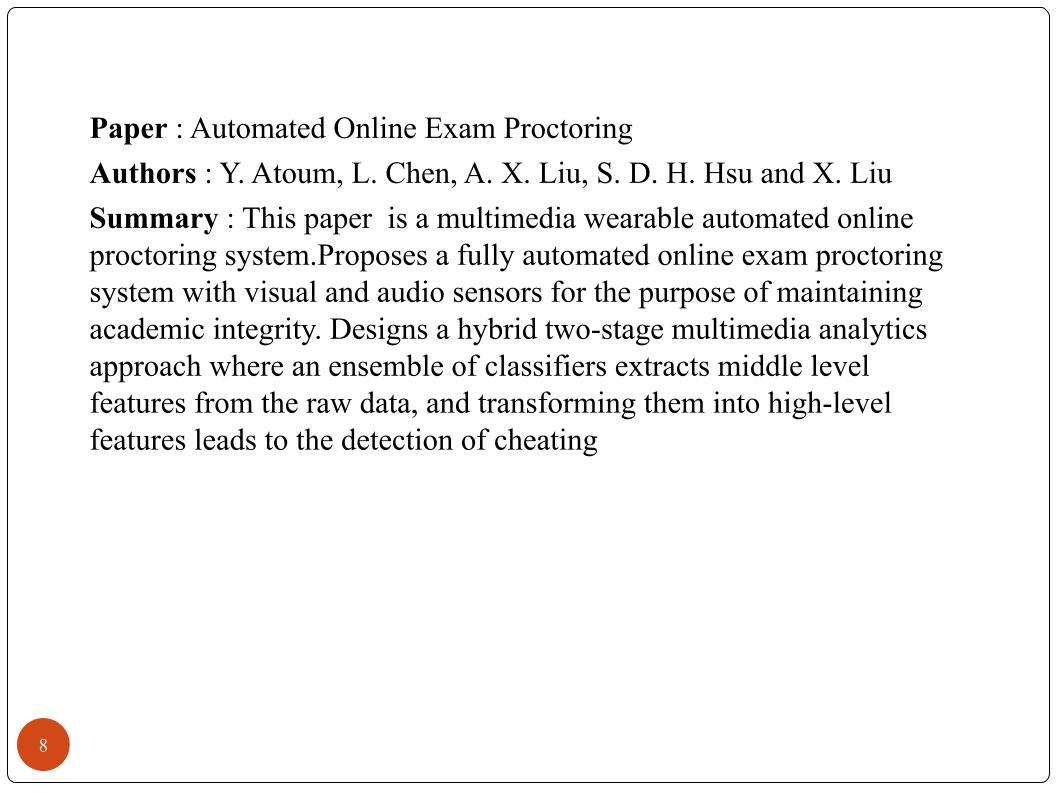 Paper : Automated Online Exam Proctoring
Authors : Y. Atoum, L. Chen, A. X. Liu, S. D. H. Hsu and X. Liu
Summary : This paper  is a multimedia wearable automated online
proctoring system.Proposes a fully automated online exam proctoring
system with visual and audio sensors for the purpose of maintaining
academic integrity. Designs a hybrid two-stage multimedia analytics
approach where an ensemble of classifiers extracts middle level
features from the raw data, and transforming them into high-level
features leads to the detection of cheating
8